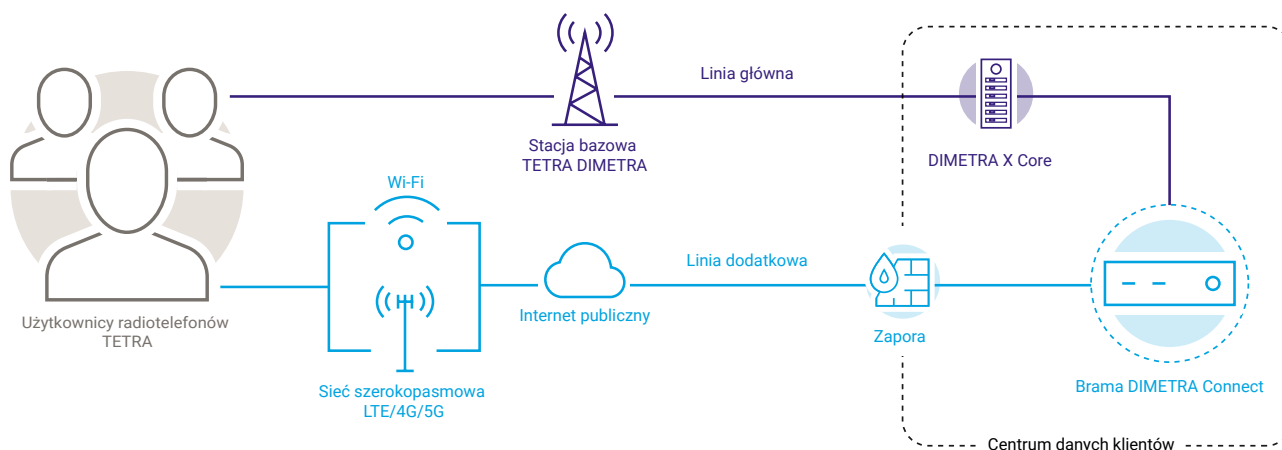 Linia główna
Stacja bazowa
TETRA DIMETRA
DIMETRA X Core
Wi-Fi
Linia dodatkowa
Internet publiczny
Użytkownicy radiotelefonów
TETRA
Zapora
Sieć szerokopasmowa
LTE/4G/5G
Brama DIMETRA Connect
Centrum danych klientów